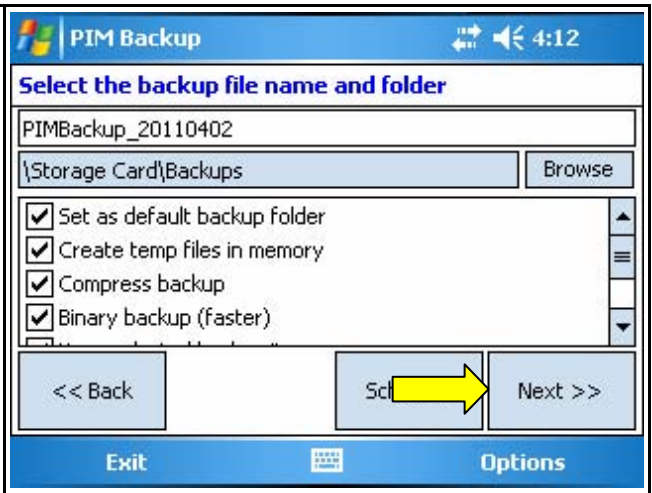 PIM Backup 4:12
Select the backup file name and folder
PIMBackup_20110402
\Storage Card\Backups Browse
Set as default backup folder
Create temp files in memory
Compress backup
Binary backup (faster)
<< Back Next >>
Exit Options